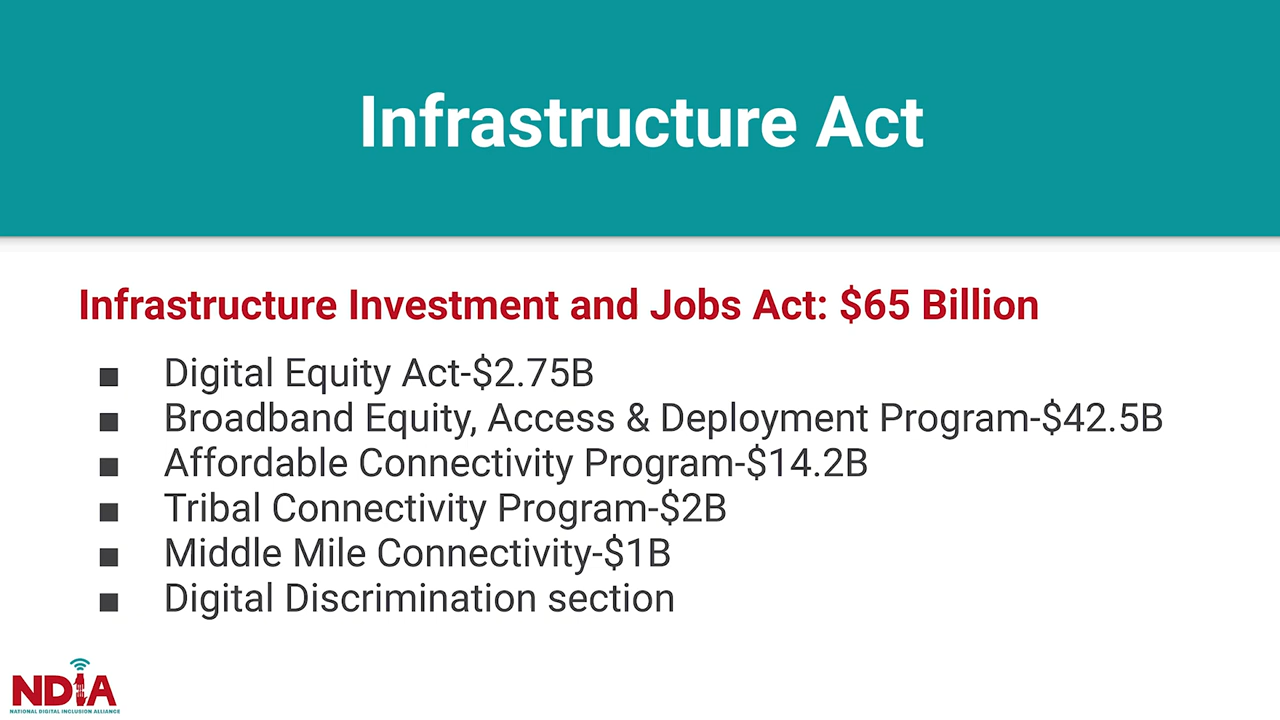 Infrastructure Act
Infrastructure Investment and Jobs Act: $65 Billion
■ Digital Equity Act-$2.75B
■ Broadband Equity, Access & Deployment Program-$42.5B
■ Affordable Connectivity Program-$14.2B
■ Tribal Connectivity Program-$2B
■ Middle Mile Connectivity-$1B
■ Digital Discrimination section
NDIA
NATIONAL DIGITAL INCLUSION ALLIANCE